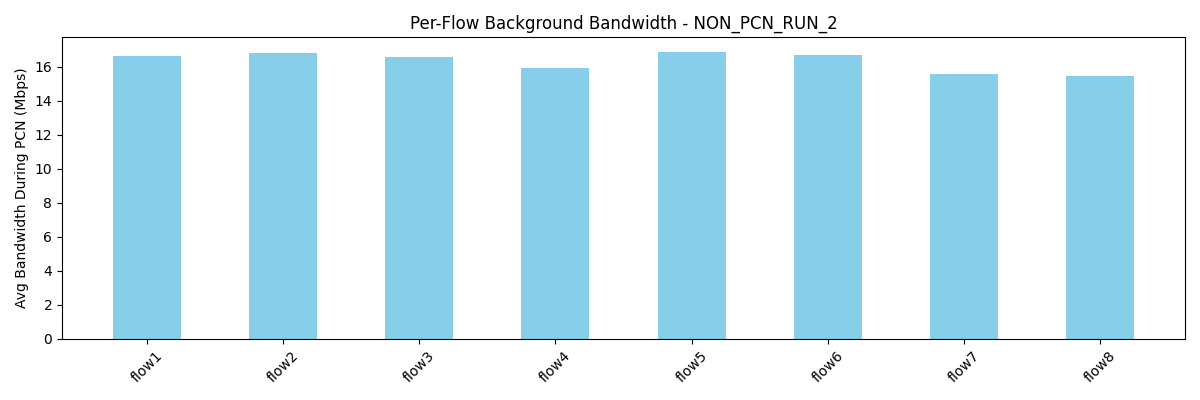 Per-Flow Background Bandwidth - NON_PCN_RUN_2
Avg Bandwidth During PCN (Mbps)
16
14
12
10
8
6
4
2
0
flow1
flow2
flow3
flow4
flow5
flow6
flow7
flow8